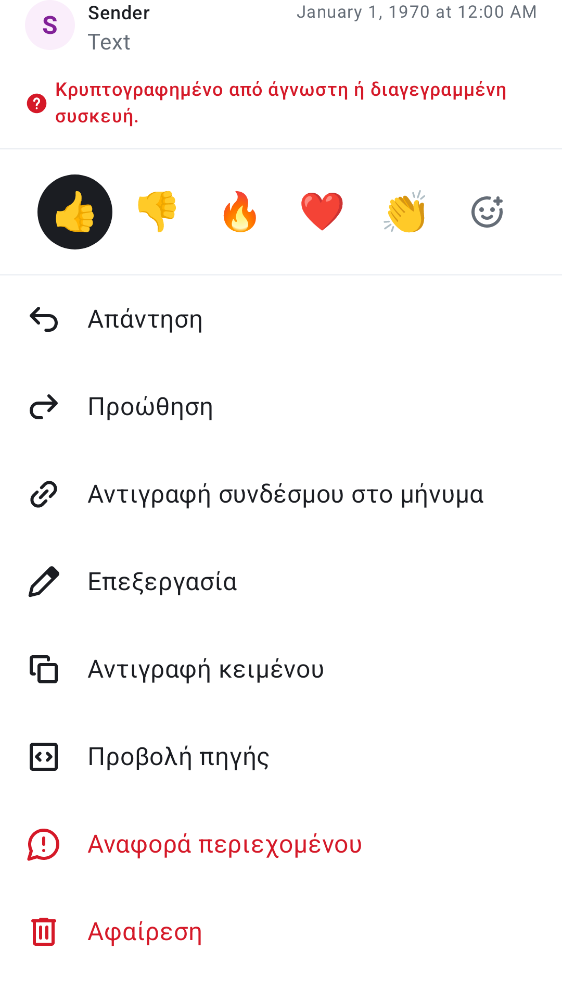 S
Sender
January 1, 1970 at 12:00 AM
Text
Κρυπτογραφημένο από άγνωστη ή διαγεγραμμένη
συσκευή.
Απάντηση
Προώθηση
Αντιγραφή συνδέσμου στο μήνυμα
Επεξεργασία
Αντιγραφή κειμένου
Προβολή πηγής
Αναφορά περιεχομένου
Αφαίρεση